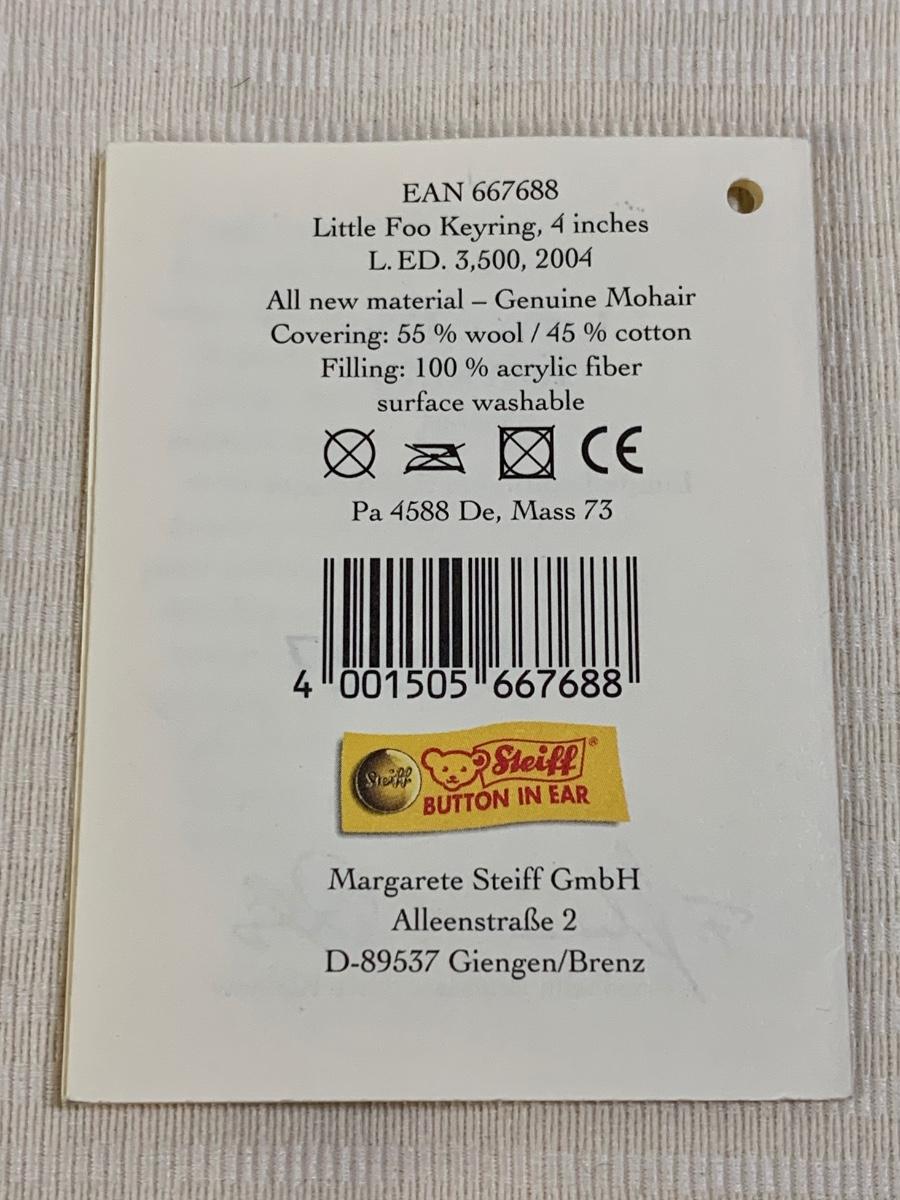 EAN 667688
Little Foo Keyring, 4 inches
L. ED. 3,500, 2004
All new material – Genuine Mohair
Covering: 55 % wool / 45 % cotton
Filling: 100 % acrylic fiber
surface washable
CE
Pa 4588 De, Mass 73
4 001505 667688
Steiff
Steiff®
BUTTON IN EAR
Margarete Steiff GmbH
Alleenstraße 2
D-89537 Giengen/Brenz